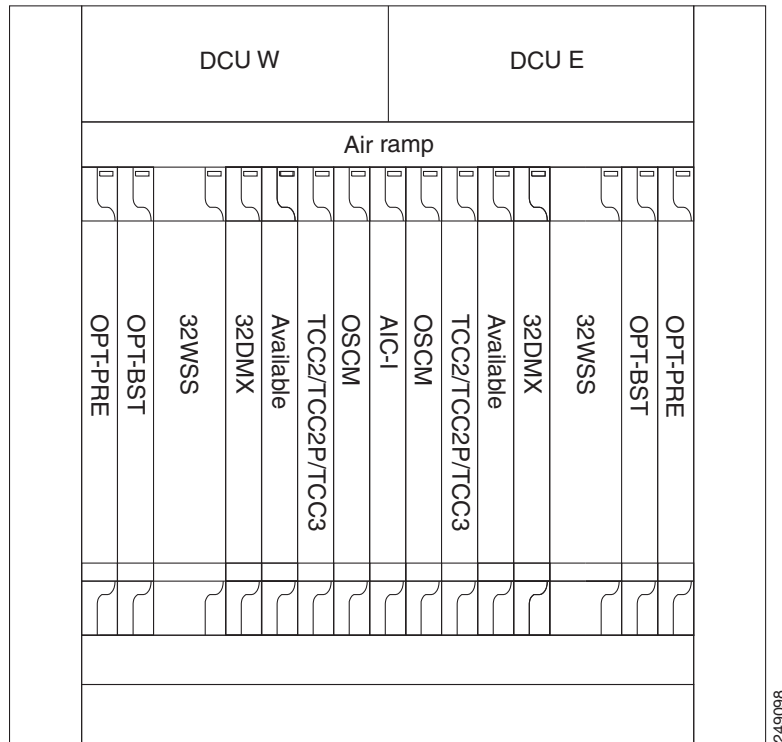 DCU W
DCU E
Air ramp
OPT-PRE
OPT-BST
32WSS
32DMX
Available
TCC2/TCC2P/TCC3
OSCM
AIC-I
OSCM
TCC2/TCC2P/TCC3
Available
32DMX
32WSS
OPT-BST
OPT-PRE
249098